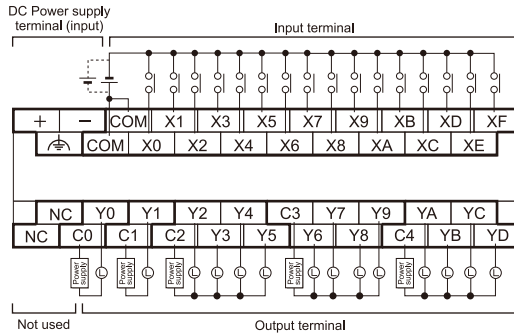 DC Power supply
terminal (input)
Input terminal
+ − COM X1 X3 X5 X7 X9 XB XD XF
COM X0 X2 X4 X6 X8 XA XC XE
NC Y0 Y1 Y2 Y4 C3 Y7 Y9 YA YC
NC C0 C1 C2 Y3 Y5 Y6 Y8 C4 YB YD
Power supply L Power supply L Power supply L L L L Power supply L L L L Power supply L L L L
Not used
Output terminal